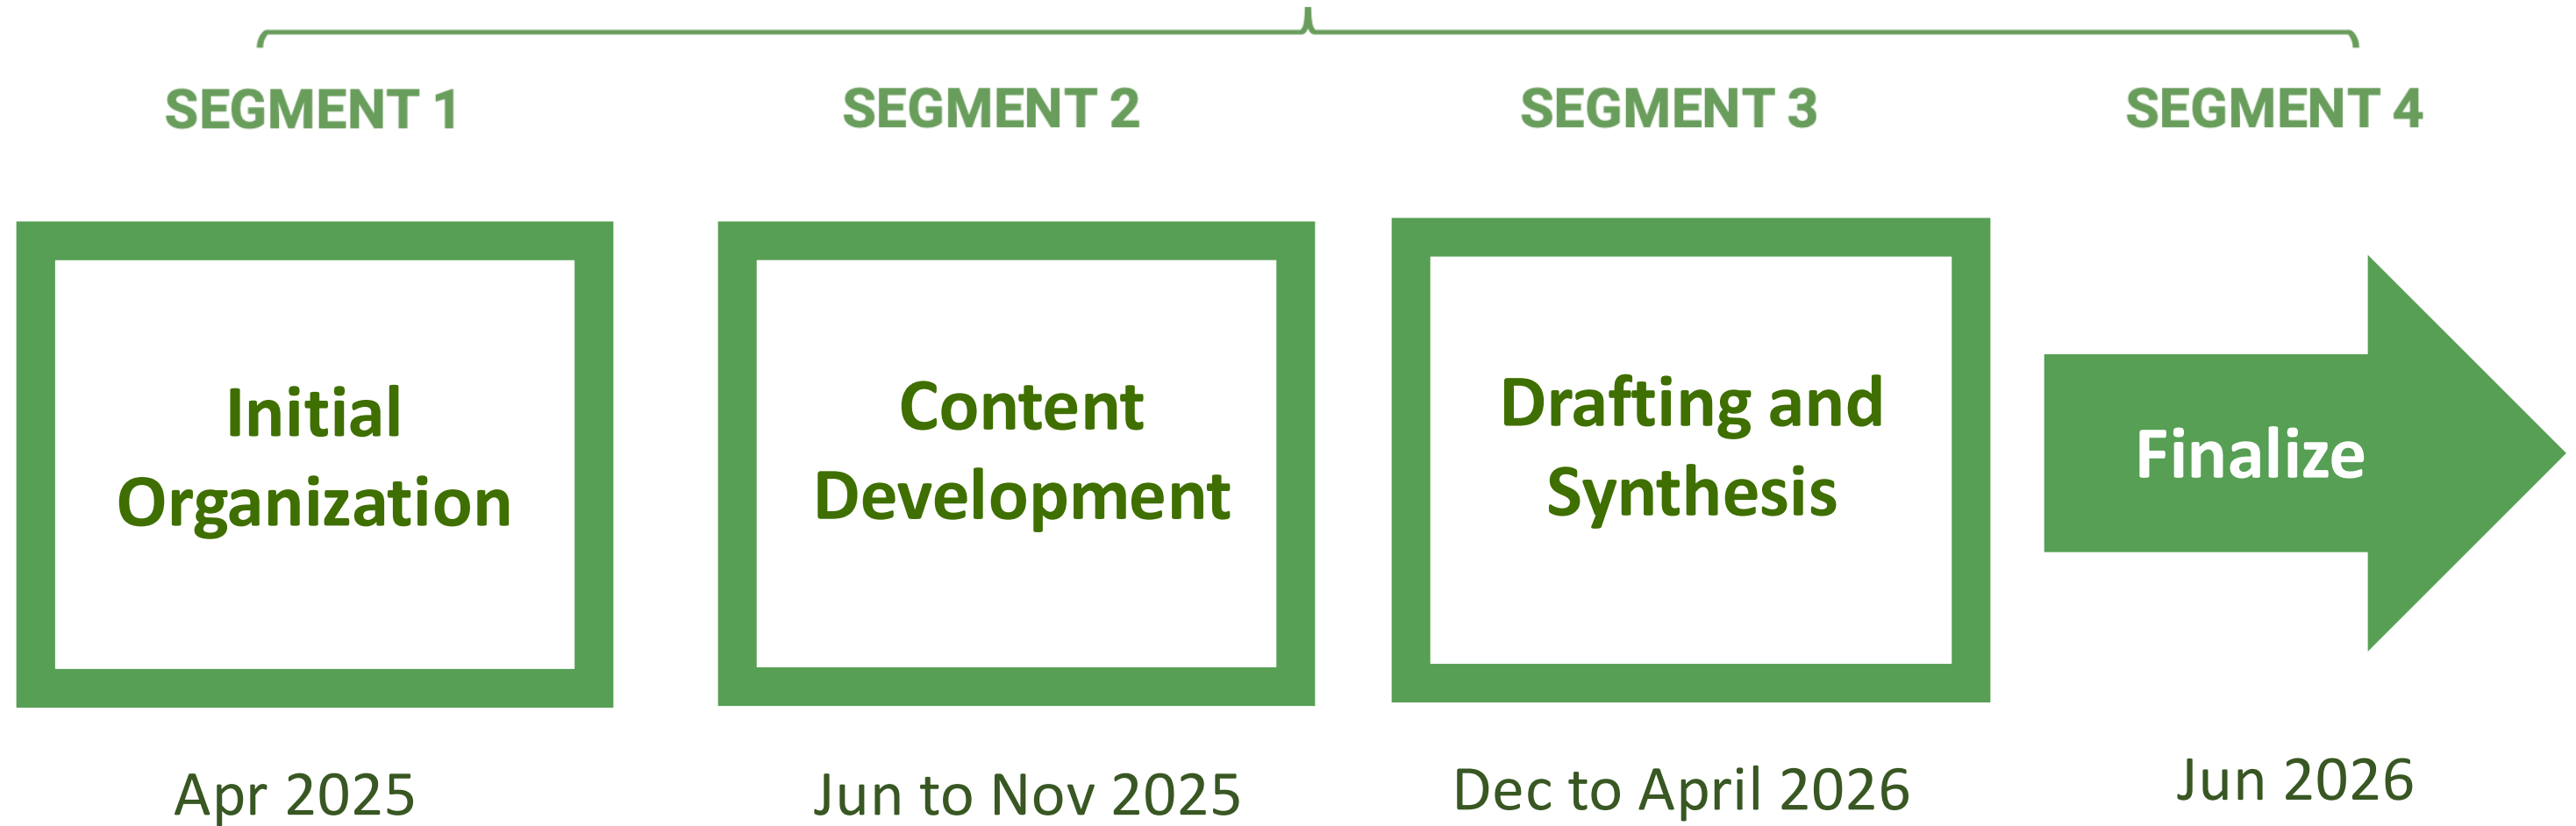 SEGMENT 1
SEGMENT 2
SEGMENT 3
SEGMENT 4
Initial
Organization
Content
Development
Drafting and
Synthesis
Finalize
Apr 2025
Jun to Nov 2025
Dec to April 2026
Jun 2026